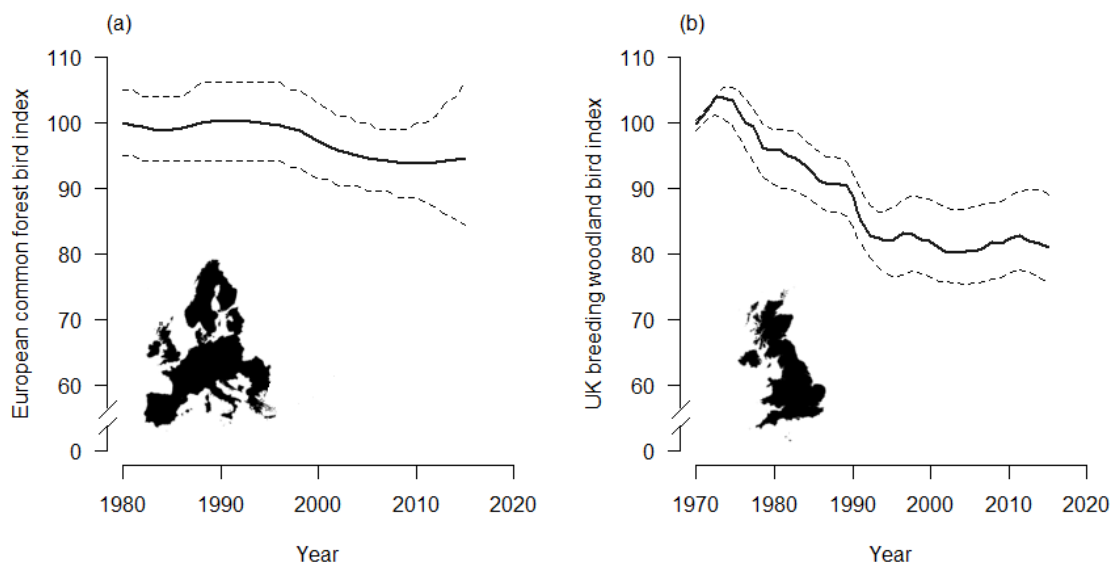 (a)
European common forest bird index
110
100
90
80
70
60
0
1980 1990 2000 2010 2020
Year
(b)
UK breeding woodland bird index
110
100
90
80
70
60
0
1970 1980 1990 2000 2010 2020
Year